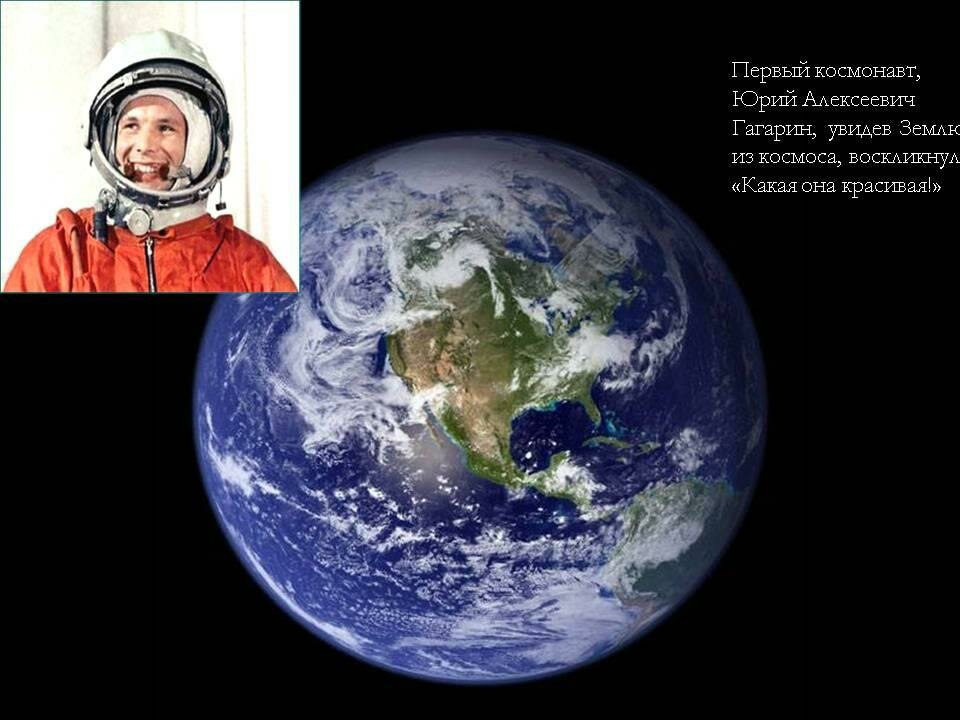 Первый космонавт,
Юрий Алексеевич
Гагарин, увидев Землю
из космоса, воскликнул
«Какая она красивая!»